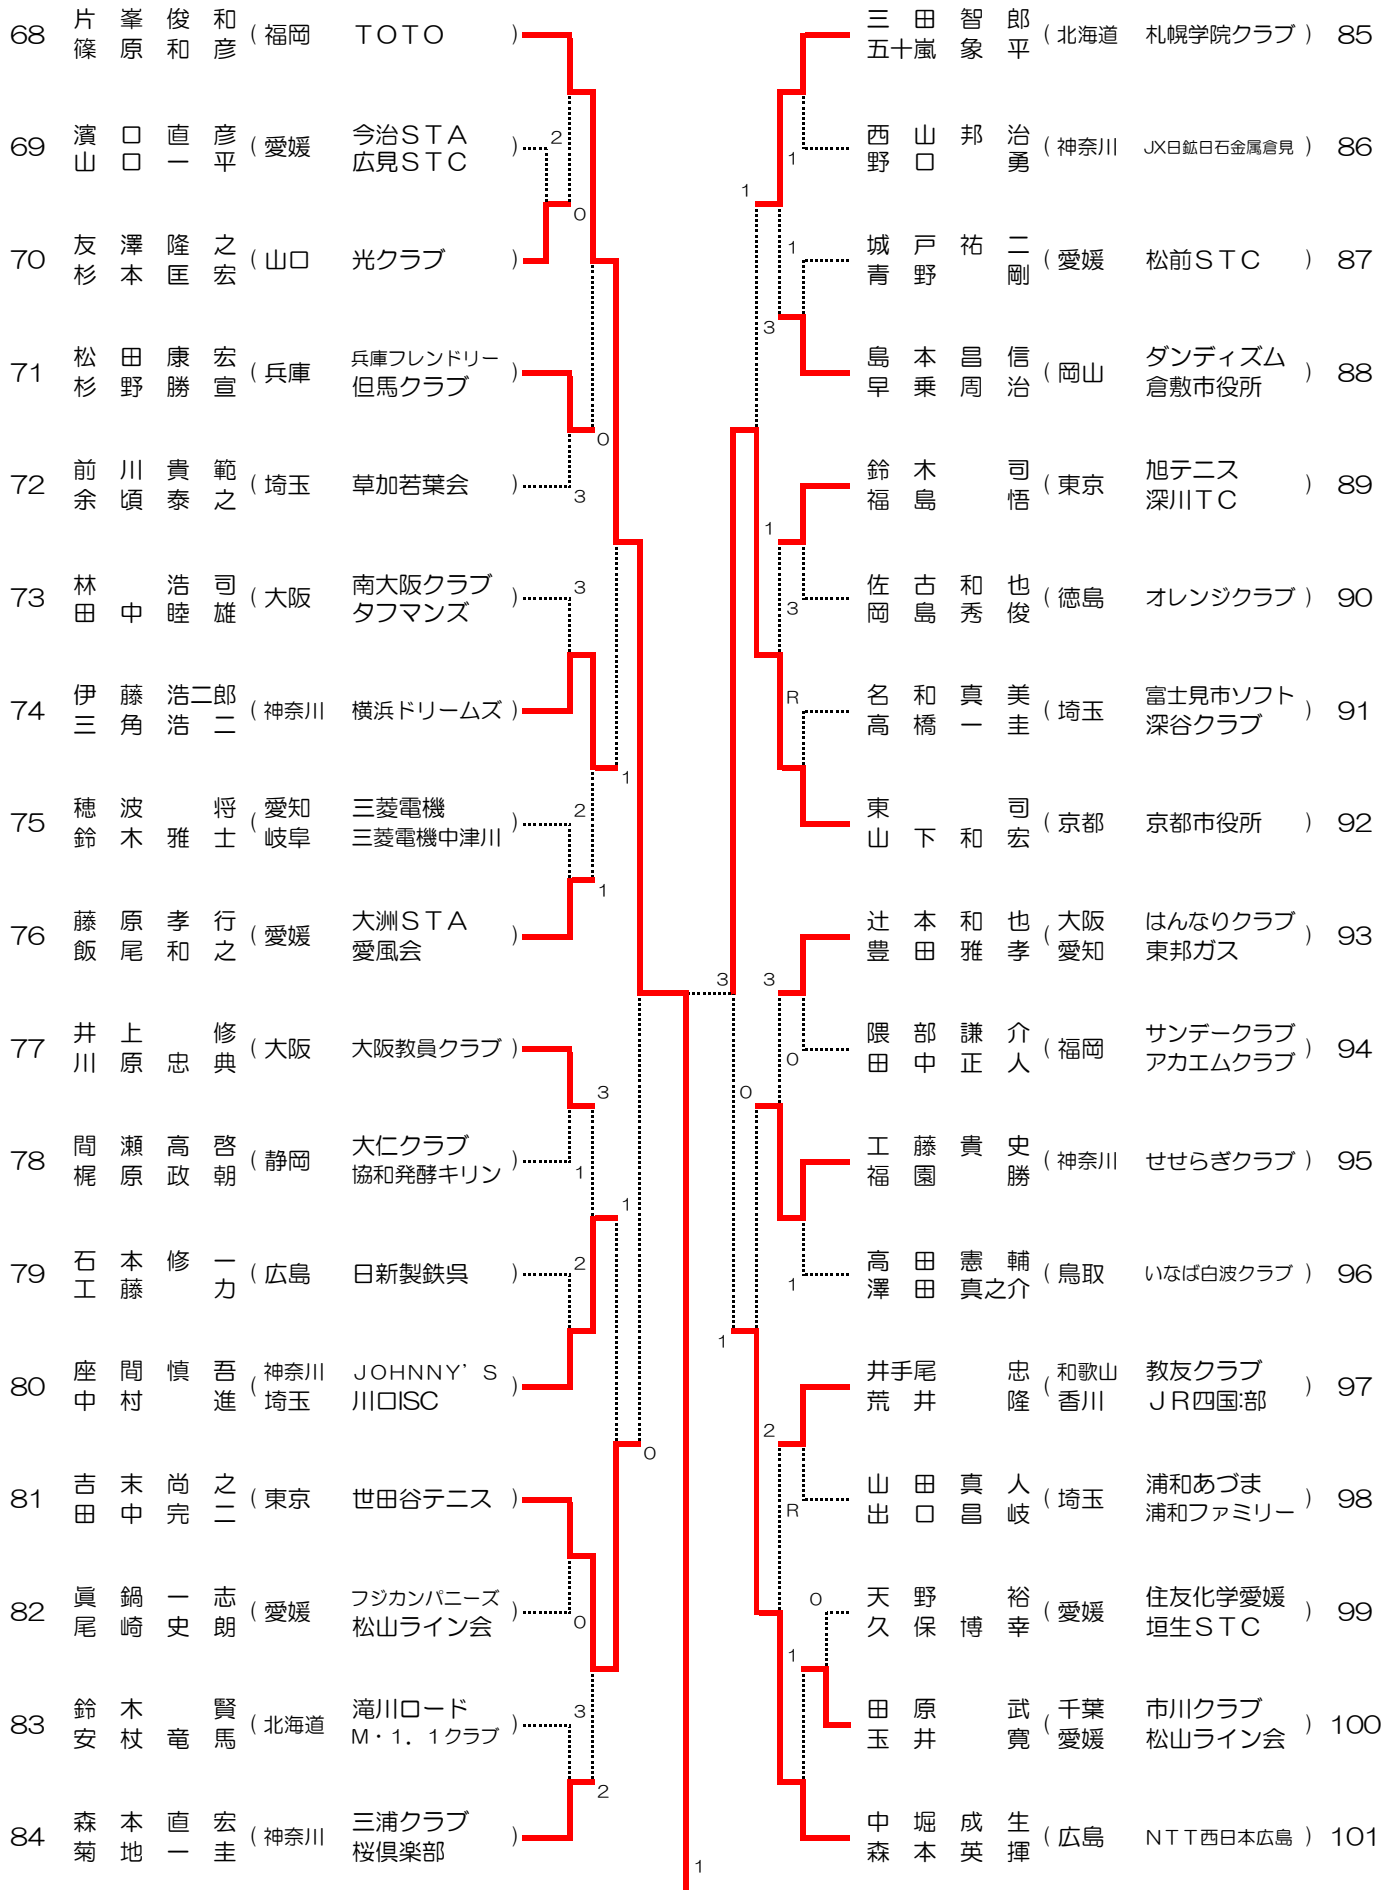 68 片峯俊和 篠原和彦 (福岡 TOTO)
2
69 濱口直彦 山口一平 (愛媛 今治STA 広見STC)
0
70 友澤隆之 杉本匡宏 (山口 光クラブ)
71 松田康宏 杉野勝宣 (兵庫 兵庫フレンドリー 但馬クラブ)
0
72 前川貴範 余頃泰之 (埼玉 草加若葉会)
3
73 林浩司 田中睦雄 (大阪 南大阪クラブ タフマンズ)
3
74 伊藤浩二郎 三角浩二 (神奈川 横浜ドリームズ)
1
75 穂波将 鈴木雅士 (愛知 岐阜 三菱電機 三菱電機中津川)
2
1
76 藤原孝行 飯尾和之 (愛媛 大洲STA 愛風会)
77 井上修 川原忠典 (大阪 大阪教員クラブ)
3
78 間瀬高啓 梶原政朝 (静岡 大仁クラブ 協和発酵キリン)
1
1
79 石本修一 工藤力 (広島 日新製鉄呉)
2
80 座間慎吾 中村進 (神奈川 埼玉 JOHNNY'S 川口ISC)
0
81 吉末尚之 田中完二 (東京 世田谷テニス)
82 眞鍋一志 尾崎史朗 (愛媛 フジカンパニーズ 松山ライン会)
0
83 鈴木賢 安杖竜馬 (北海道 滝川ロード M・1.1クラブ)
3
2
84 森本直宏 菊地一圭 (神奈川 三浦クラブ 桜倶楽部)
1
三田智郎 五十嵐象平 (北海道 札幌学院クラブ) 85
西山邦治 野口勇 (神奈川 JX日鉱日石金属倉見) 86
1
1
城戸祐二 青野剛 (愛媛 松前STC) 87
1
3
島本昌信 早乗周治 (岡山 ダンディズム 倉敷市役所) 88
鈴木司 福島悟 (東京 旭テニス 深川TC) 89
1
佐古和也 岡島秀俊 (徳島 オレンジクラブ) 90
3
名和真美 高橋一圭 (埼玉 富士見市ソフト 深谷クラブ) 91
R
東司 山下和宏 (京都 京都市役所) 92
辻本和也 豊田雅孝 (大阪 愛知 はんなりクラブ 東邦ガス) 93
3
3
隈部謙介 田中正人 (福岡 サンデークラブ アカエムクラブ) 94
0
0
工藤貴史 福園勝 (神奈川 せせらぎクラブ) 95
高田憲輔 澤田真之介 (鳥取 いなば白波クラブ) 96
1
1
井手尾忠 荒井隆 (和歌山 香川 教友クラブ JR四国:部) 97
2
山田真人 出口昌岐 (埼玉 浦和あづま 浦和ファミリー) 98
R
天野裕 久保博幸 (愛媛 住友化学愛媛 垣生STC) 99
0
1
田原武 玉井寛 (千葉 愛媛 市川クラブ 松山ライン会) 100
中堀成生 森本英揮 (広島 NTT西日本広島) 101